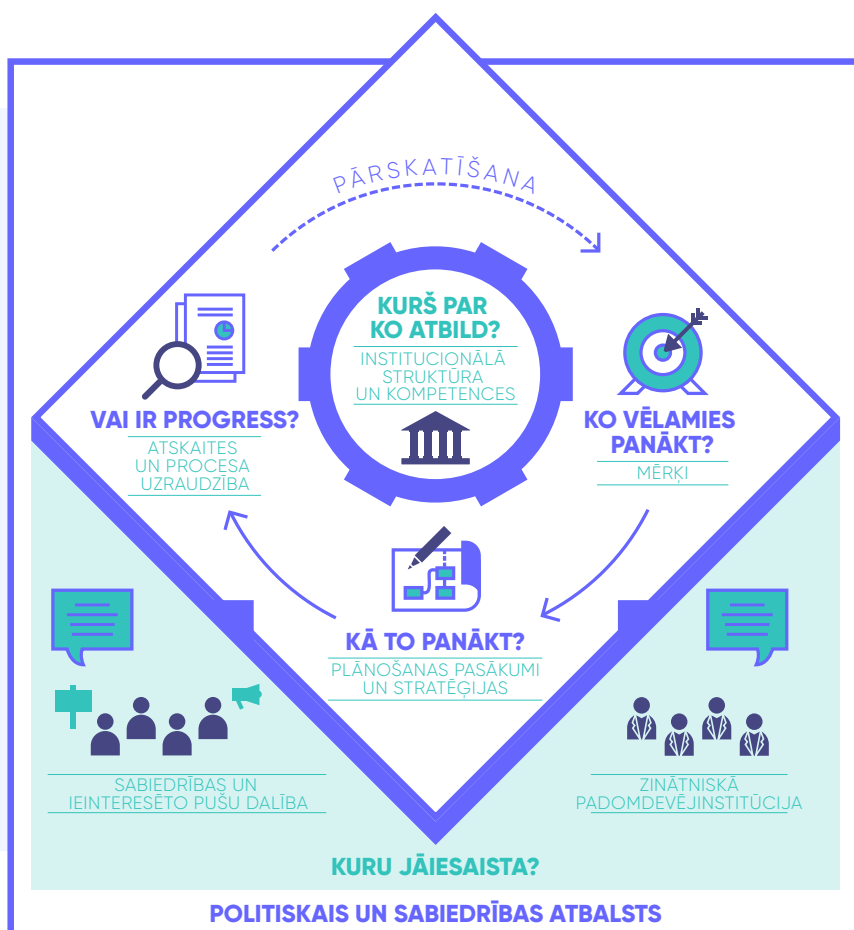 PĀRSKATĪŠANA
KURŠ PAR
KO ATBILD?
INSTITUCIONĀLĀ
STRUKTŪRA
UN KOMPETENCES
VAI IR PROGRESS?
ATSKAITES
UN PROCESA
UZRAUDZĪBA
KO VĒLAMIES
PANĀKT?
MĒRĶI
KĀ TO PANĀKT?
PLĀNOŠANAS PASĀKUMI
UN STRATĒĢIJAS
SABIEDRĪBAS UN
IEINTERESĒTO PUŠU DALĪBA
ZINĀTNISKĀ
PADOMDEVĒJINSTITŪCIJA
KURU JĀIESAISTA?
POLITISKAIS UN SABIEDRĪBAS ATBALSTS